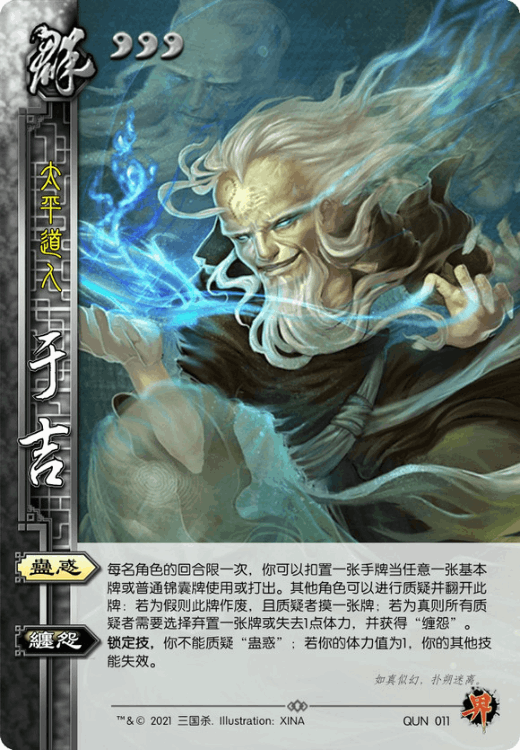 群
太平道人
于吉
蠱惑
每名角色的回合限一次，你可以扣置一张手牌当任意一张基本
牌或普通锦囊牌使用或打出。其他角色可以进行质疑并翻开此
牌：若为假则此牌作废，且质疑者摸一张牌；若为真则所有质
疑者需要选择弃置一张牌或失去1点体力，并获得“缠怨”。
纏怨
锁定技，你不能质疑“蛊惑”；若你的体力值为1，你的其他技
能失效。
如真似幻，扑朔迷离。
™&© 2021 三国杀. Illustration: XINA
QUN 011
界